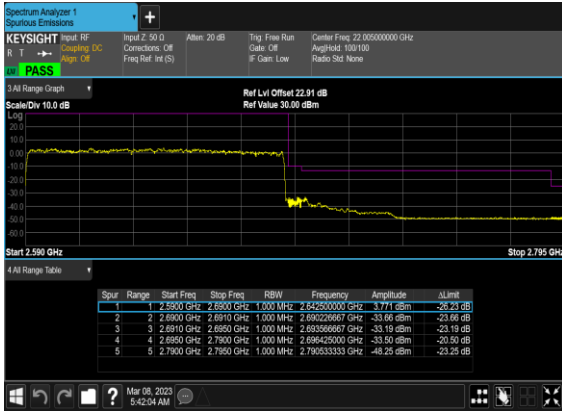 Spectrum Analyzer 1
Spurious Emissions
+
KEYSIGHT Input: RF Input Z: 50 Ω Atten: 20 dB Trig: Free Run Center Freq: 22.005000000 GHz
R T Coupling: DC Corrections: Off Gate: Off Avg|Hold: 100/100
Align: Off Freq Ref: Int (S) IF Gain: Low Radio Std: None
PASS
3 All Range Graph
Ref Lvl Offset 22.91 dB
Scale/Div 10.0 dB Ref Value 30.00 dBm
Log
20.0
10.0
0.00
-10.0
-20.0
-30.0
-40.0
-50.0
-60.0
Start 2.590 GHz Stop 2.795 GHz
4 All Range Table
Spur Range Start Freq Stop Freq RBW Frequency Amplitude ΔLimit
1 1 2.5900 GHz 2.6900 GHz 1.000 MHz 2.642500000 GHz 3.771 dBm -26.23 dB
2 2 2.6900 GHz 2.6910 GHz 1.000 MHz 2.690226667 GHz -33.66 dBm -23.66 dB
3 3 2.6910 GHz 2.6950 GHz 1.000 MHz 2.693566667 GHz -33.19 dBm -23.19 dB
4 4 2.6950 GHz 2.7900 GHz 1.000 MHz 2.696425000 GHz -33.50 dBm -20.50 dB
5 5 2.7900 GHz 2.7950 GHz 1.000 MHz 2.790533333 GHz -48.25 dBm -23.25 dB
? Mar 08, 2023
5:42:04 AM